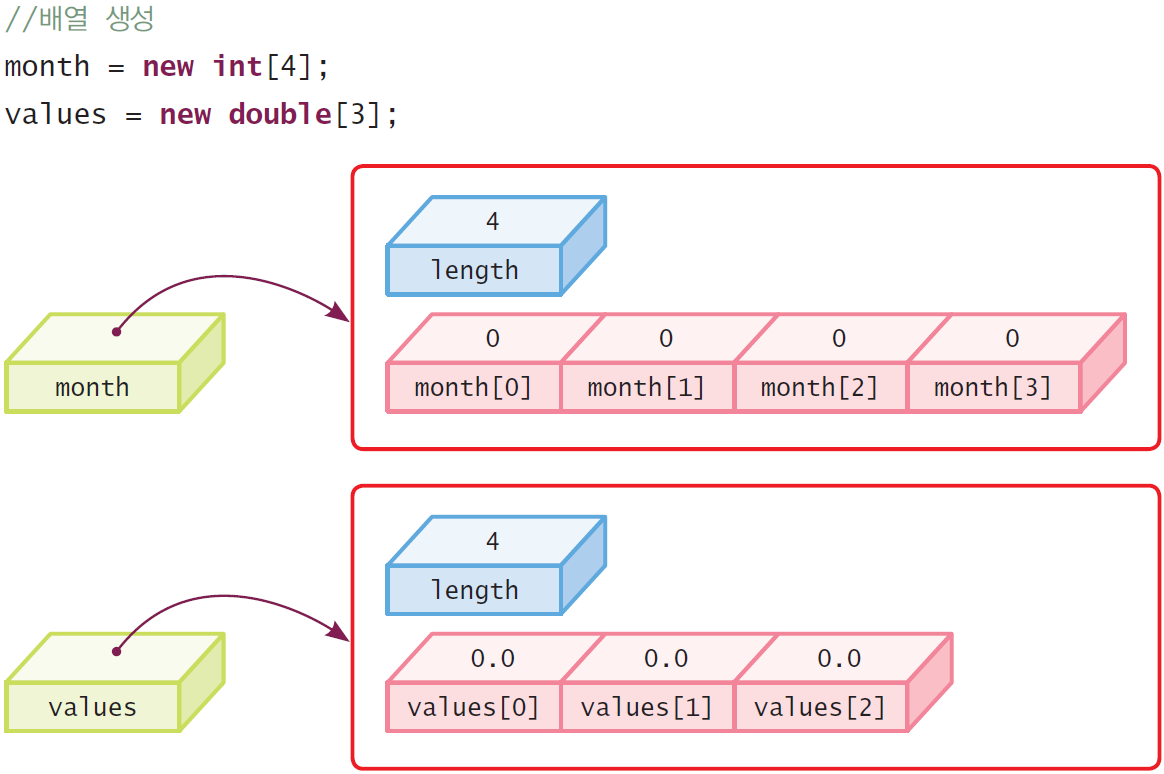 //배열 생성
month = new int[4];
values = new double[3];
4
length
month
0 0 0 0
month[0] month[1] month[2] month[3]
4
length
values
0.0 0.0 0.0
values[0] values[1] values[2]